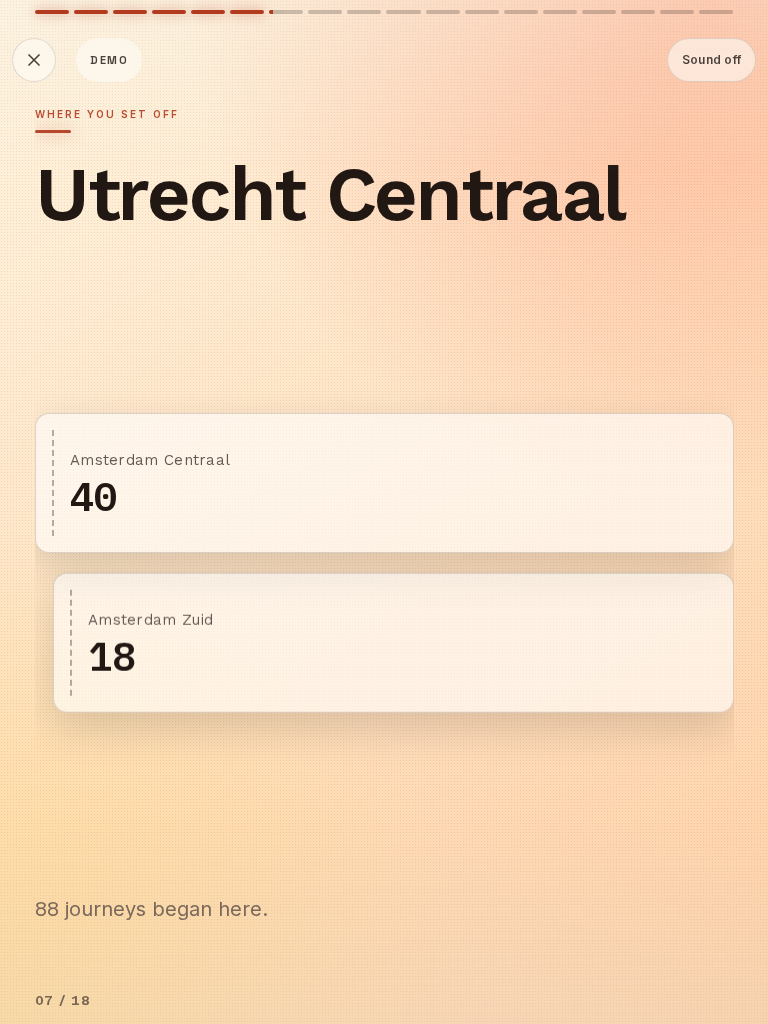 DEMO
Sound off
WHERE YOU SET OFF
Utrecht Centraal
Amsterdam Centraal
40
Amsterdam Zuid
18
88 journeys began here.
07 / 18